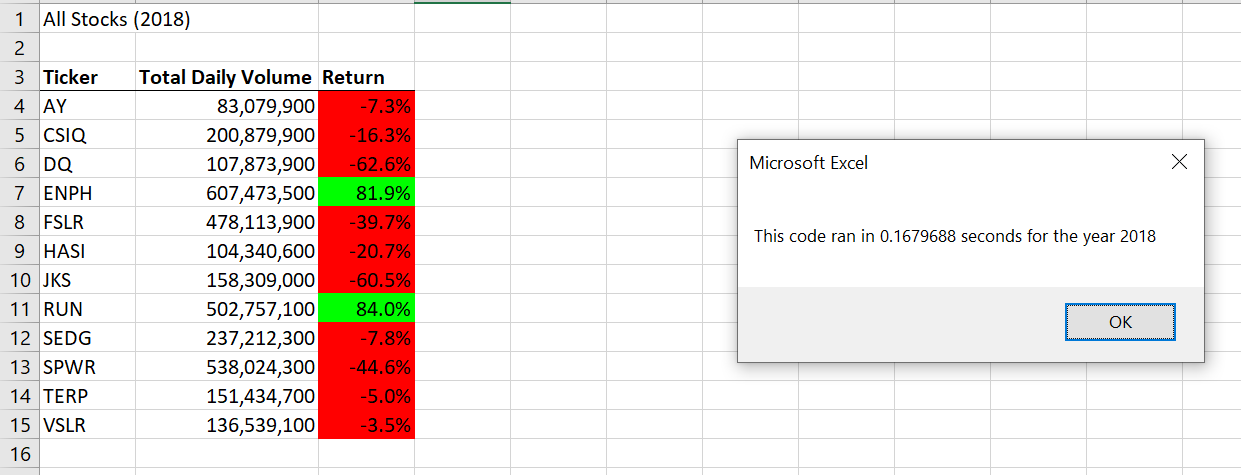 1 All Stocks (2018)
2
3 Ticker Total Daily Volume Return
4 AY 83,079,900 -7.3%
5 CSIQ 200,879,900 -16.3%
6 DQ 107,873,900 -62.6%
7 ENPH 607,473,500 81.9%
8 FSLR 478,113,900 -39.7%
9 HASI 104,340,600 -20.7%
10 JKS 158,309,000 -60.5%
11 RUN 502,757,100 84.0%
12 SEDG 237,212,300 -7.8%
13 SPWR 538,024,300 -44.6%
14 TERP 151,434,700 -5.0%
15 VSLR 136,539,100 -3.5%
16
Microsoft Excel
This code ran in 0.1679688 seconds for the year 2018
OK